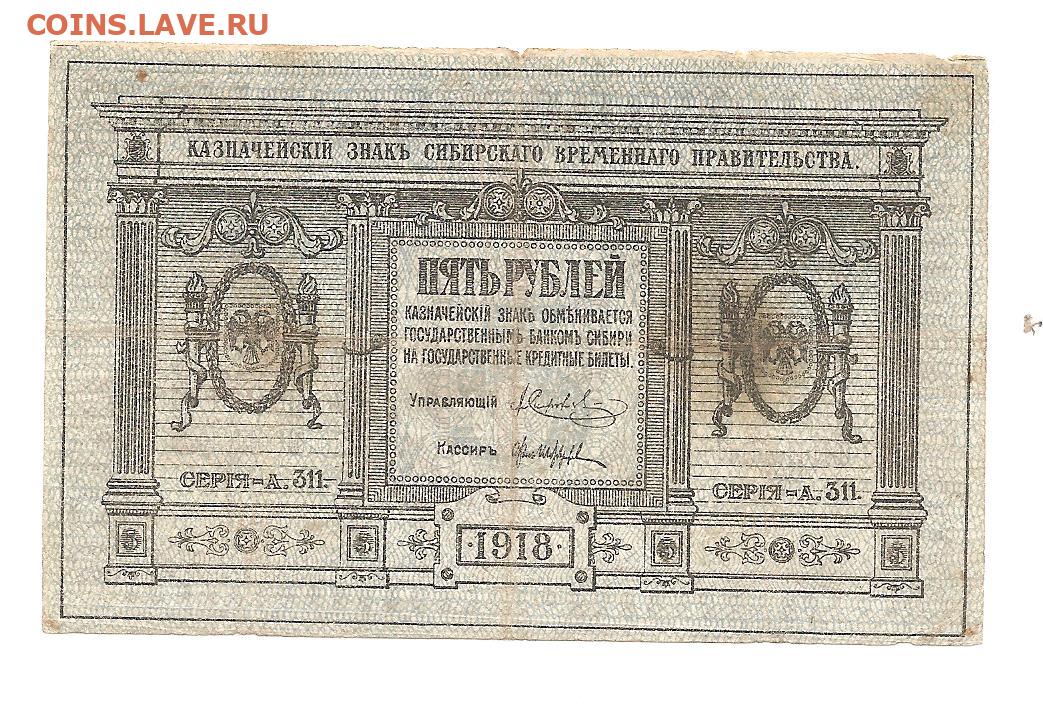 COINS.LAVE.RU
КАЗНАЧЕЙСКІЙ ЗНАКЪ СИБИРСКАГО ВРЕМЕННАГО ПРАВИТЕЛЬСТВА.
ПЯТЬ РУБЛЕЙ
КАЗНАЧЕЙСКІЙ ЗНАКЪ ОБМѢНИВАЕТСЯ
ГОСУДАРСТВЕННЫМЪ БАНКОМЪ СИБИРИ
НА ГОСУДАРСТВЕННЫЕ КРЕДИТНЫЕ БИЛЕТЫ.
УПРАВЛЯЮЩІЙ
КАССИРЪ
СЕРІЯ=А. 311.
СЕРІЯ=А. 311.
5 5 · 1918 · 5 5